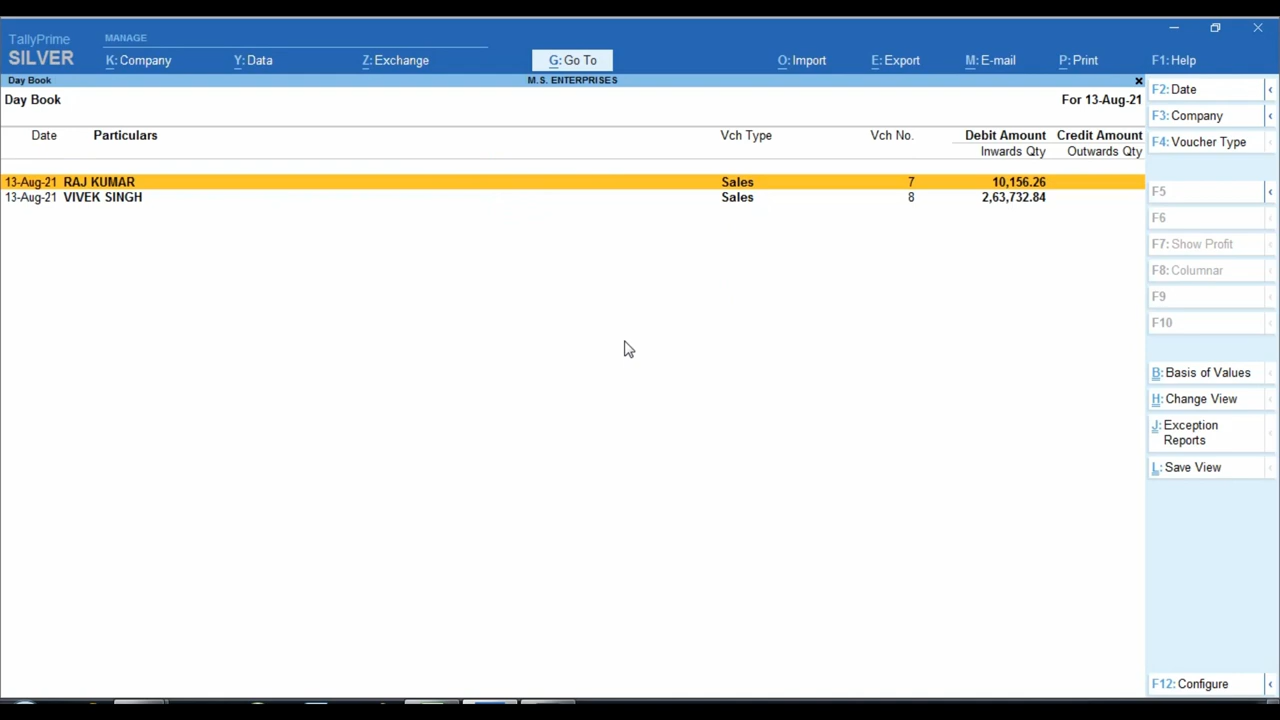 TallyPrime
SILVER
MANAGE
K: Company
Y: Data
Z: Exchange
G: Go To
O: Import
E: Export
M: E-mail
P: Print
F1: Help
Day Book
M.S. ENTERPRISES
Day Book
For 13-Aug-21
Date Particulars Vch Type Vch No. Debit Amount Credit Amount
Inwards Qty Outwards Qty
13-Aug-21 RAJ KUMAR Sales 7 10,156.26
13-Aug-21 VIVEK SINGH Sales 8 2,63,732.84
F2: Date
F3: Company
F4: Voucher Type
F5
F6
F7: Show Profit
F8: Columnar
F9
F10
B: Basis of Values
H: Change View
J: Exception
Reports
L: Save View
F12: Configure